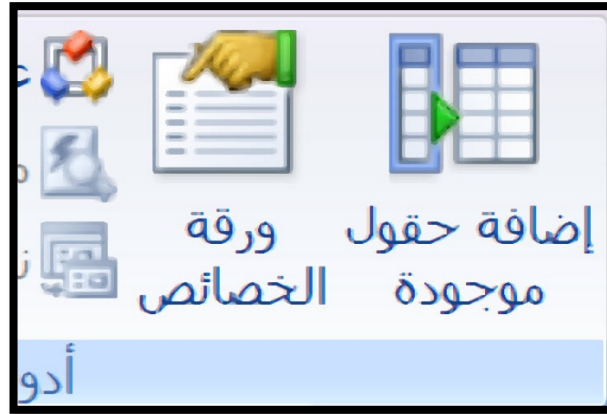 إضافة حقول
موجودة
ورقة
الخصائص
أدو